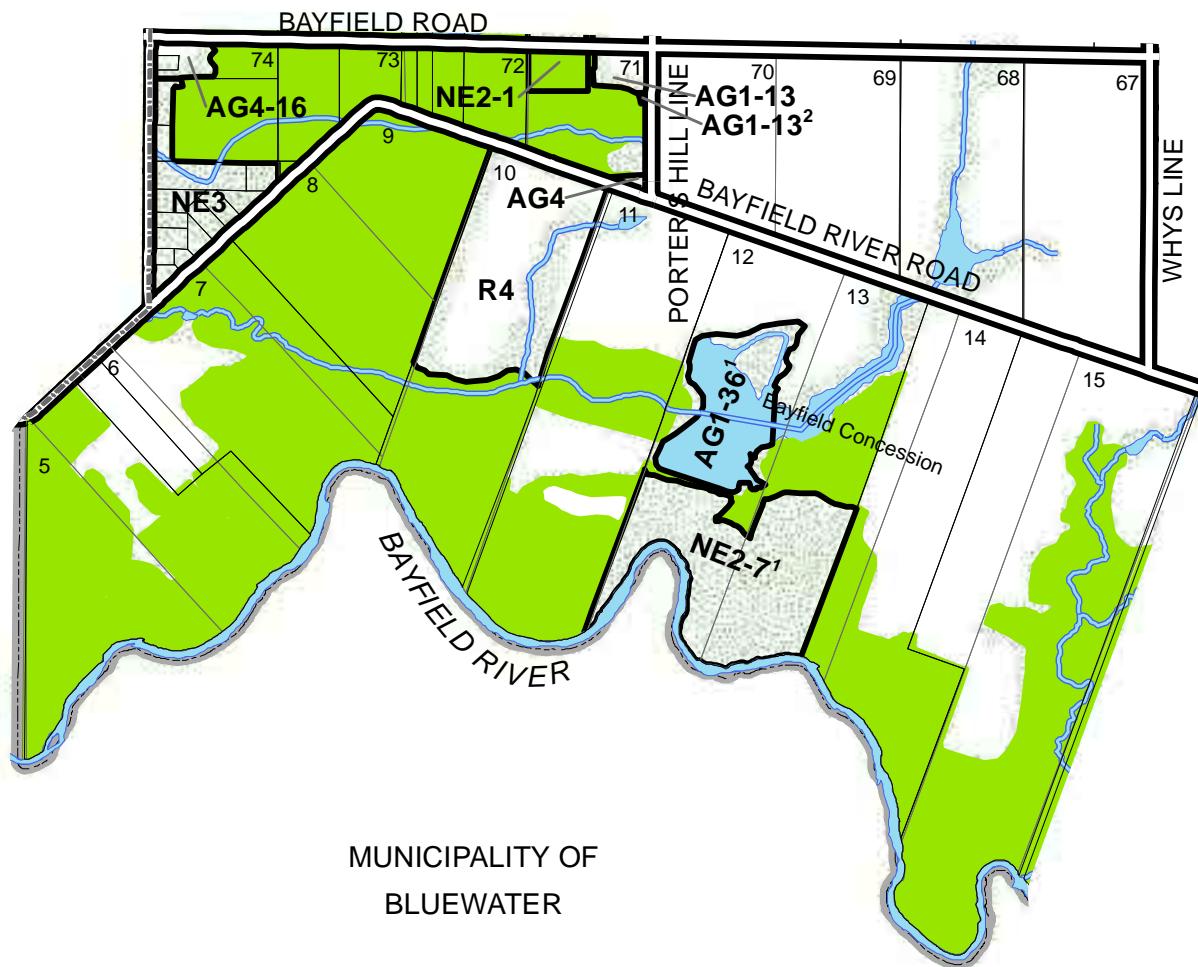 BAYFIELD ROAD
74
73
72
71
70
69
68
67
AG4-16
NE2-1
AG1-13
AG1-13²
PORTER'S HILL LINE
WHYS LINE
9
8
10
NE3
AG4
11
BAYFIELD RIVER ROAD
7
R4
12
13
14
15
6
AG1-36¹
Bayfield Concession
5
NE2-7¹
BAYFIELD RIVER
MUNICIPALITY OF
BLUEWATER